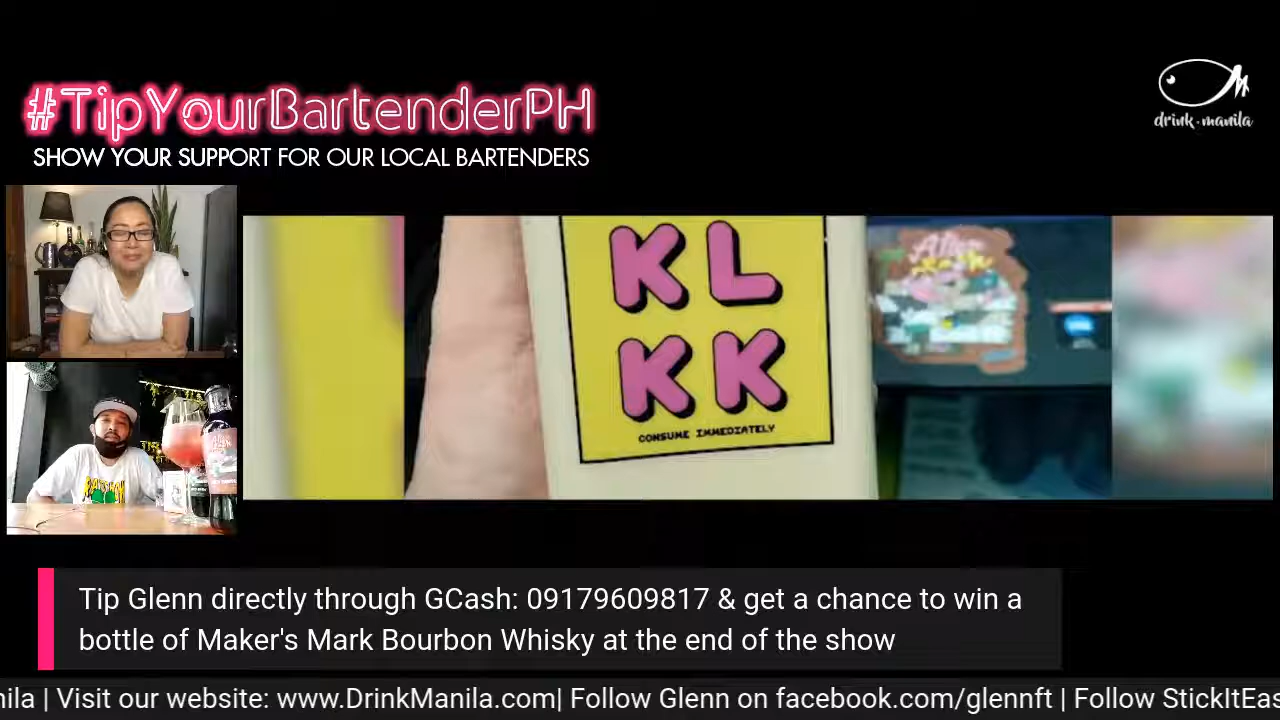 #TipYourBartenderPH
SHOW YOUR SUPPORT FOR OUR LOCAL BARTENDERS
drink·manila
K L
K K
CONSUME IMMEDIATELY
After
Tip Glenn directly through GCash: 09179609817 & get a chance to win a
bottle of Maker's Mark Bourbon Whisky at the end of the show
nila | Visit our website: www.DrinkManila.com| Follow Glenn on facebook.com/glennft | Follow StickItEas